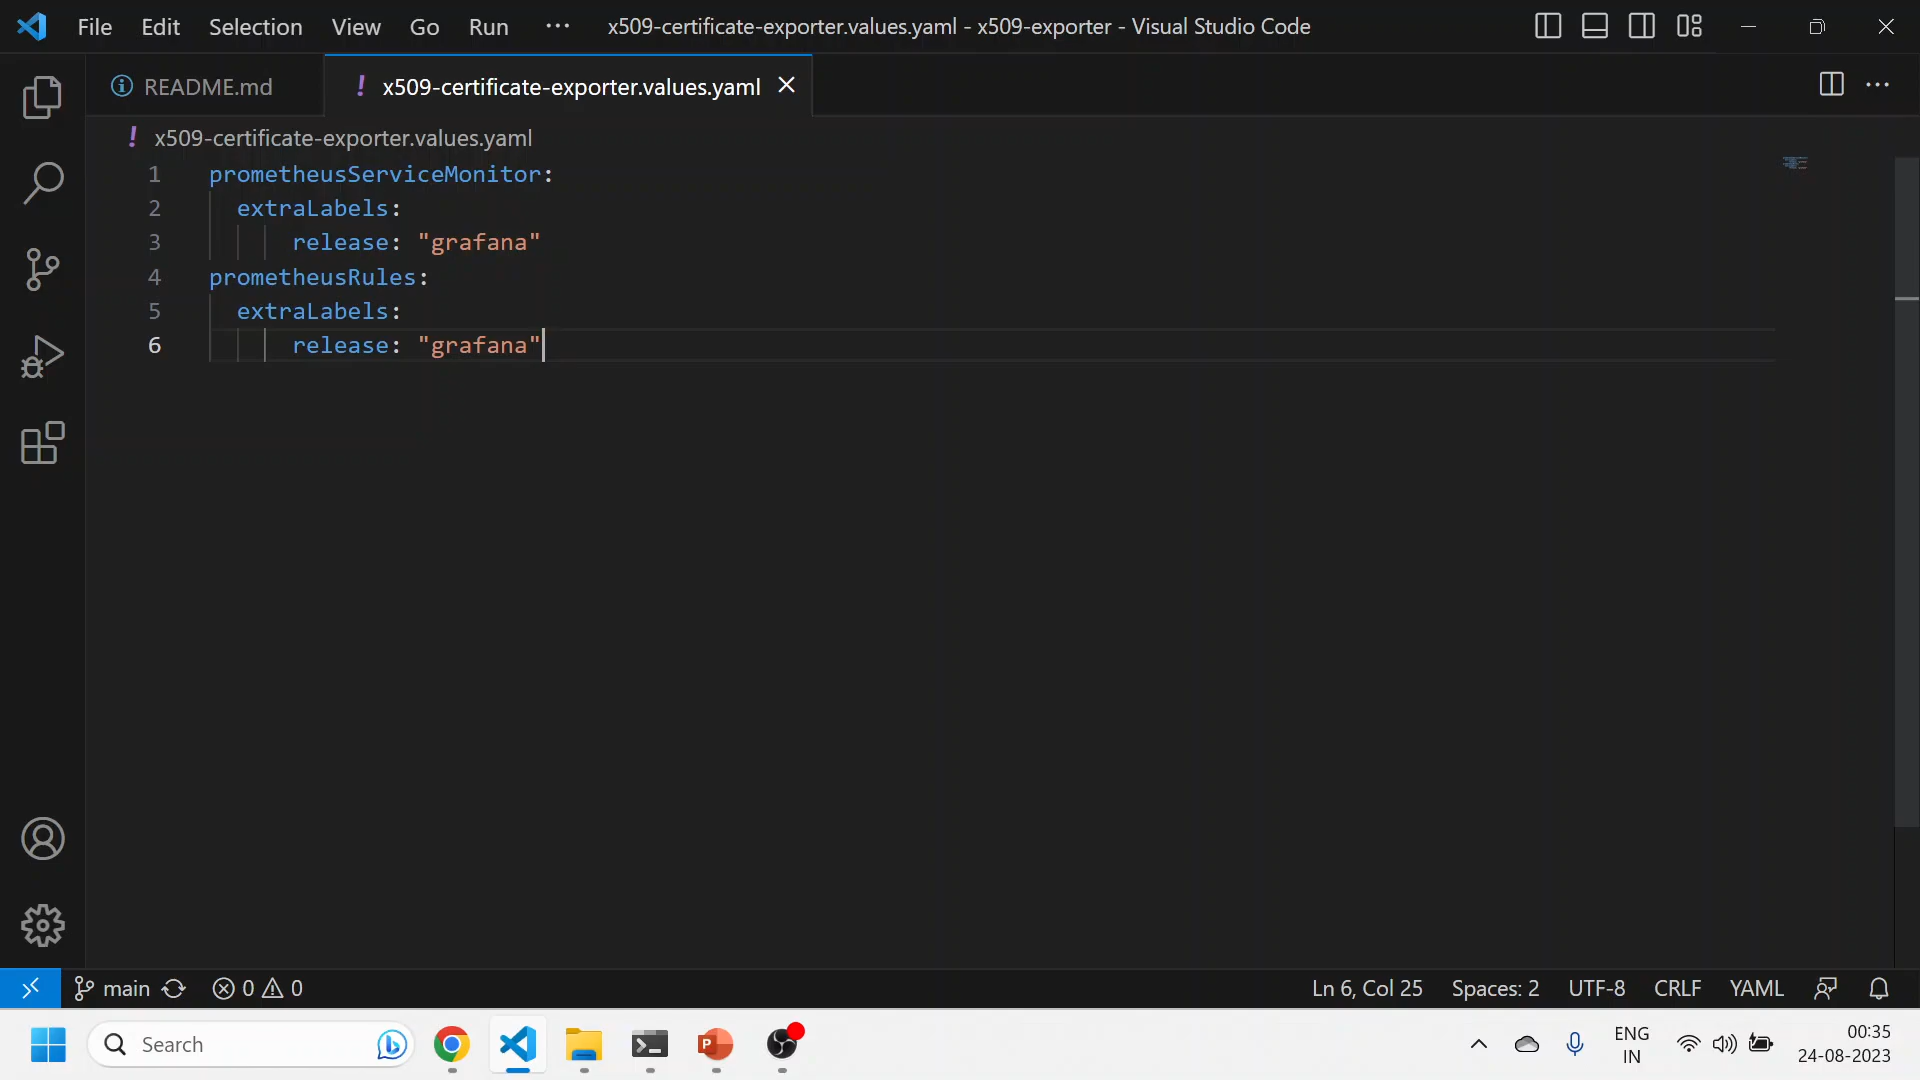 File Edit Selection View Go Run ··· x509-certificate-exporter.values.yaml - x509-exporter - Visual Studio Code
README.md ! x509-certificate-exporter.values.yaml
! x509-certificate-exporter.values.yaml
1 prometheusServiceMonitor:
2 extraLabels:
3 release: "grafana"
4 prometheusRules:
5 extraLabels:
6 release: "grafana"
main 0 0 Ln 6, Col 25 Spaces: 2 UTF-8 CRLF YAML
Search P ENG 00:35
IN 24-08-2023